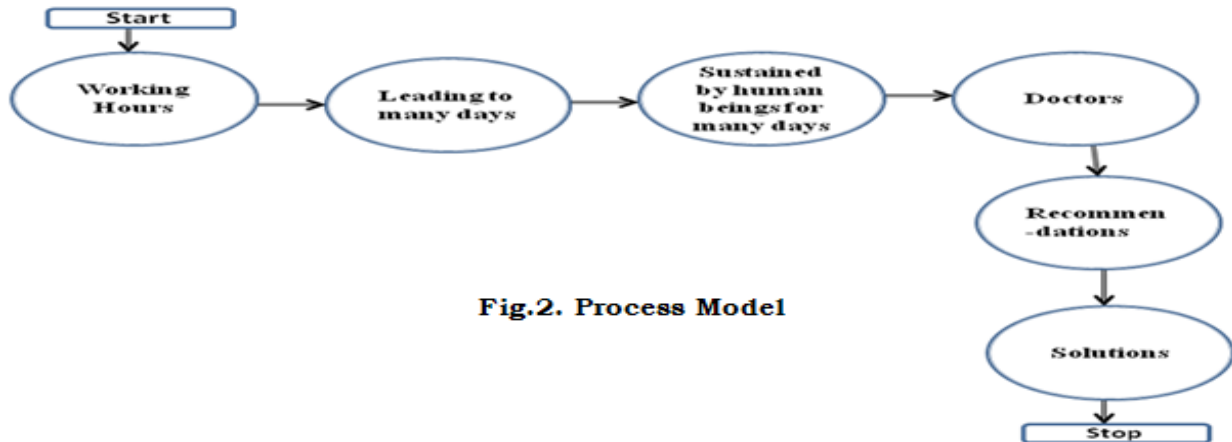 Start
Working
Hours
Leading to
many days
Sustained
by human
beings for
many days
Doctors
Recommen
-dations
Solutions
Stop
Fig.2. Process Model